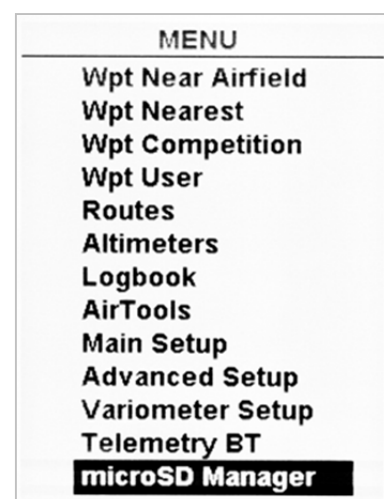 MENU
Wpt Near Airfield
Wpt Nearest
Wpt Competition
Wpt User
Routes
Altimeters
Logbook
AirTools
Main Setup
Advanced Setup
Variometer Setup
Telemetry BT
microSD Manager